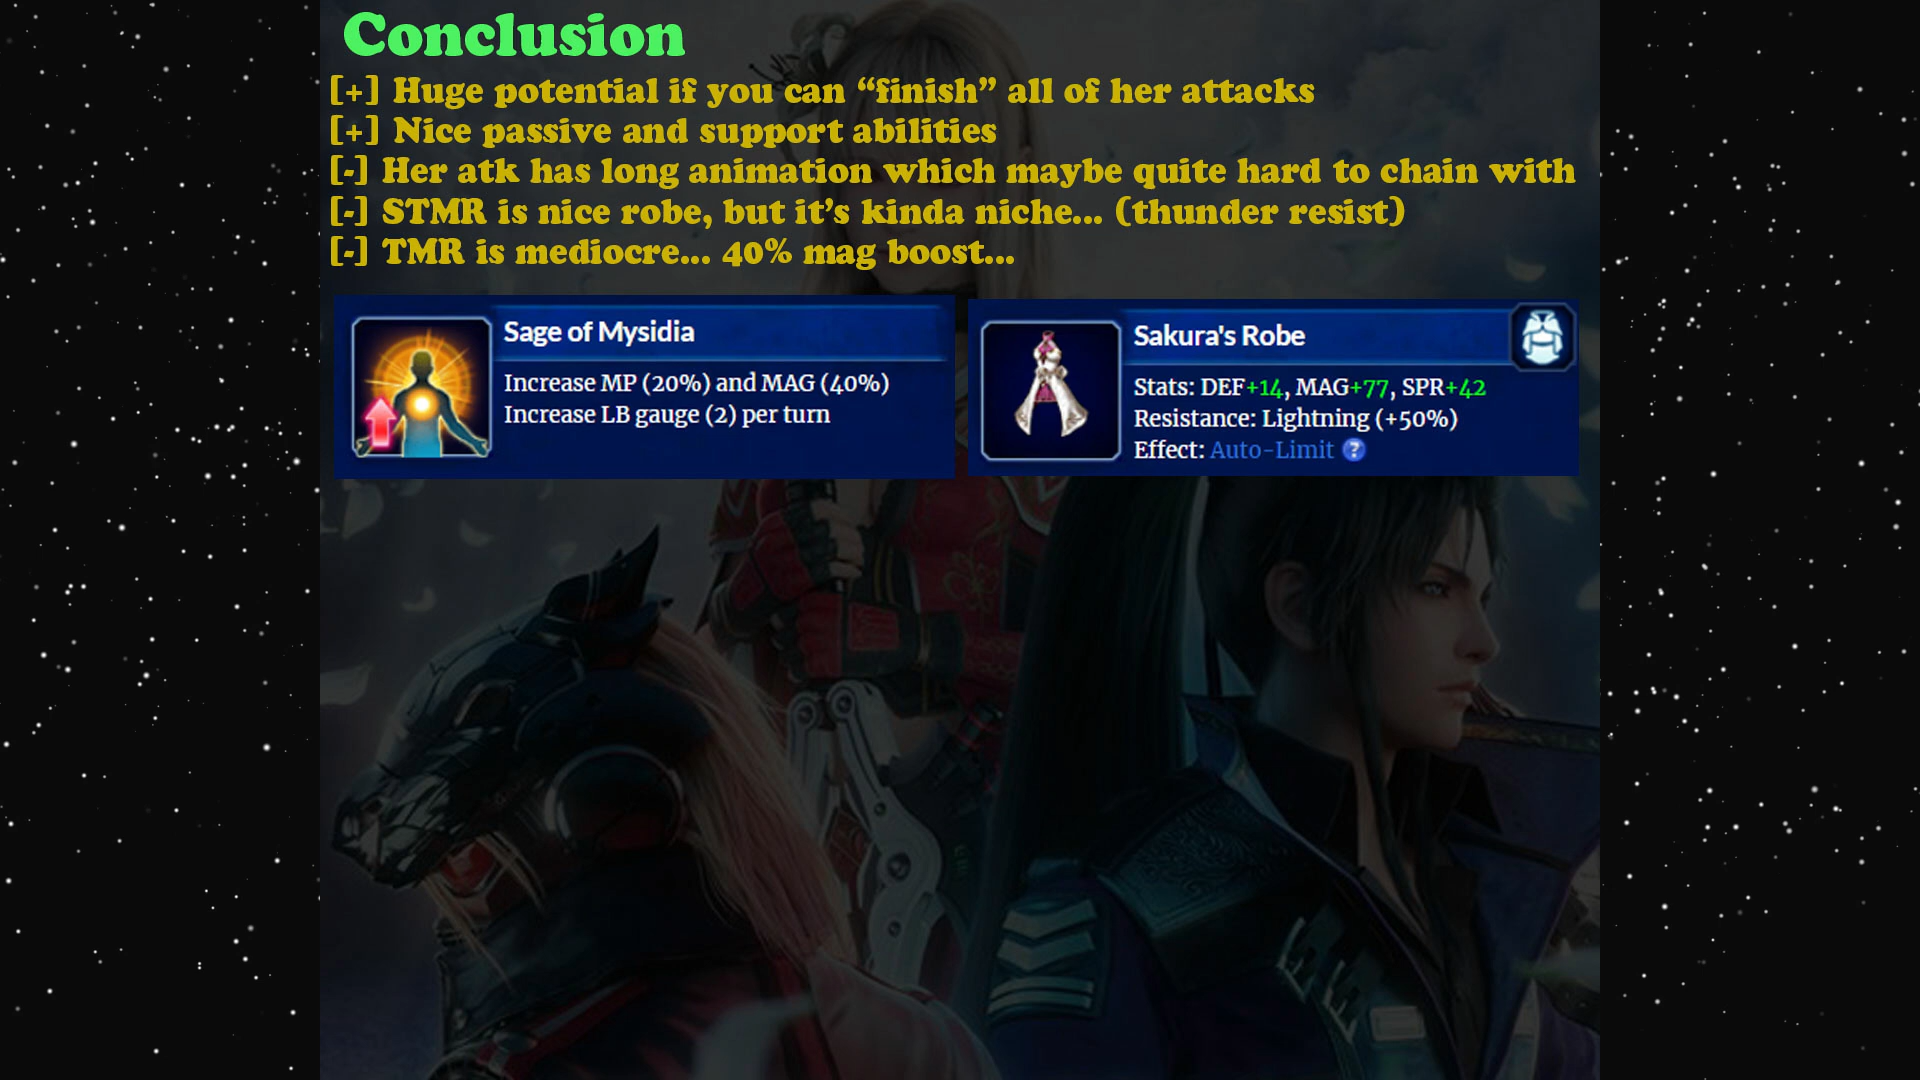 Conclusion
[+] Huge potential if you can “finish” all of her attacks
[+] Nice passive and support abilities
[-] Her atk has long animation which maybe quite hard to chain with
[-] STMR is nice robe, but it’s kinda niche... (thunder resist)
[-] TMR is mediocre... 40% mag boost...
Sage of Mysidia
Increase MP (20%) and MAG (40%)
Increase LB gauge (2) per turn
Sakura's Robe
Stats: DEF+14, MAG+77, SPR+42
Resistance: Lightning (+50%)
Effect: Auto-Limit ?